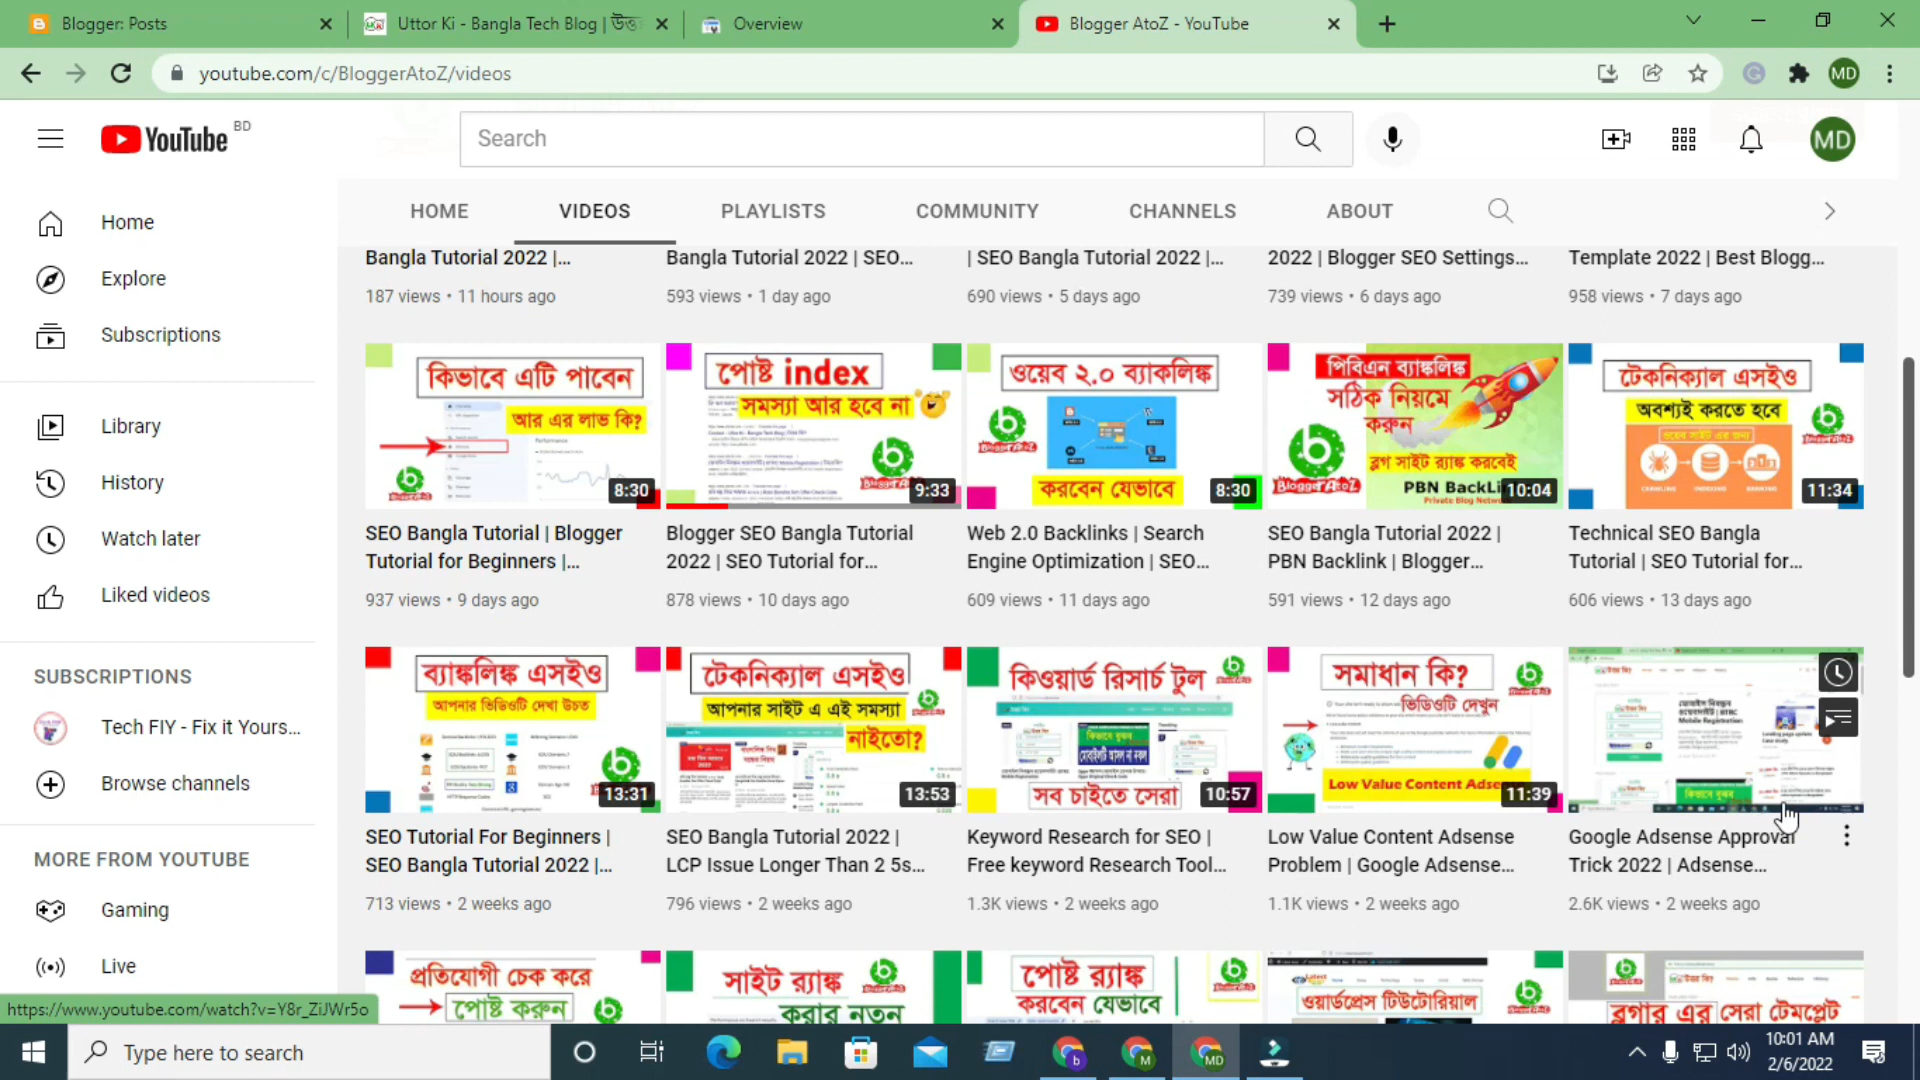 Blogger: Posts
Uttor Ki - Bangla Tech Blog | উত্ত
Overview
Blogger AtoZ - YouTube
youtube.com/c/BloggerAtoZ/videos
MD
YouTube BD
Search
MD
Home
Explore
Subscriptions
Library
History
Watch later
Liked videos
SUBSCRIPTIONS
Tech FIY - Fix it Yours...
Browse channels
MORE FROM YOUTUBE
Gaming
Live
HOME VIDEOS PLAYLISTS COMMUNITY CHANNELS ABOUT
Bangla Tutorial 2022 |...
187 views • 11 hours ago
Bangla Tutorial 2022 | SEO...
593 views • 1 day ago
| SEO Bangla Tutorial 2022 |...
690 views • 5 days ago
2022 | Blogger SEO Settings...
739 views • 6 days ago
Template 2022 | Best Blogg...
958 views • 7 days ago
কিভাবে এটি পাবেন
আর এর লাভ কি?
8:30
SEO Bangla Tutorial | Blogger
Tutorial for Beginners |...
937 views • 9 days ago
পোষ্ট index
সমস্যা আর হবে না
9:33
Blogger SEO Bangla Tutorial
2022 | SEO Tutorial for...
878 views • 10 days ago
ওয়েব ২.০ ব্যাকলিঙ্ক
করবেন যেভাবে
8:30
Web 2.0 Backlinks | Search
Engine Optimization | SEO...
609 views • 11 days ago
পিবিএন ব্যাঙ্কলিঙ্ক
সঠিক নিয়মে
করুন
ব্লগ সাইট র‍্যাঙ্ক করবেই
PBN BackLi
Private Blog Netw
10:04
SEO Bangla Tutorial 2022 |
PBN Backlink | Blogger...
591 views • 12 days ago
টেকনিক্যাল এসইও
অবশ্যই করতে হবে
ওয়েব সাইট এর জন্য
CRAWLING INDEXING RANKING
11:34
Technical SEO Bangla
Tutorial | SEO Tutorial for...
606 views • 13 days ago
ব্যাঙ্কলিঙ্ক এসইও
আপনার ভিডিওটি দেখা উচত
13:31
SEO Tutorial For Beginners |
SEO Bangla Tutorial 2022 |...
713 views • 2 weeks ago
টেকনিক্যাল এসইও
আপনার সাইট এ এই সমস্যা
নাইতো?
13:53
SEO Bangla Tutorial 2022 |
LCP Issue Longer Than 2 5s...
796 views • 2 weeks ago
কিওয়ার্ড রিসার্চ টুল
সব চাইতে সেরা
10:57
Keyword Research for SEO |
Free keyword Research Tool...
1.3K views • 2 weeks ago
সমাধান কি?
ভিডিওটি দেখুন
Low Value Content Adse
11:39
Low Value Content Adsense
Problem | Google Adsense...
1.1K views • 2 weeks ago
Google Adsense Approval
Trick 2022 | Adsense...
2.6K views • 2 weeks ago
প্রতিযোগী চেক করে
পোষ্ট করুন
সাইট র‍্যাঙ্ক
করার নতুন
পোষ্ট র‍্যাঙ্ক
করবেন যেভাবে
ওয়ার্ডপ্রেস টিউটোরিয়াল
ব্লগার এর সেরা টেমপ্লেট
https://www.youtube.com/watch?v=Y8r_ZiJWr5o
Type here to search
10:01 AM
2/6/2022